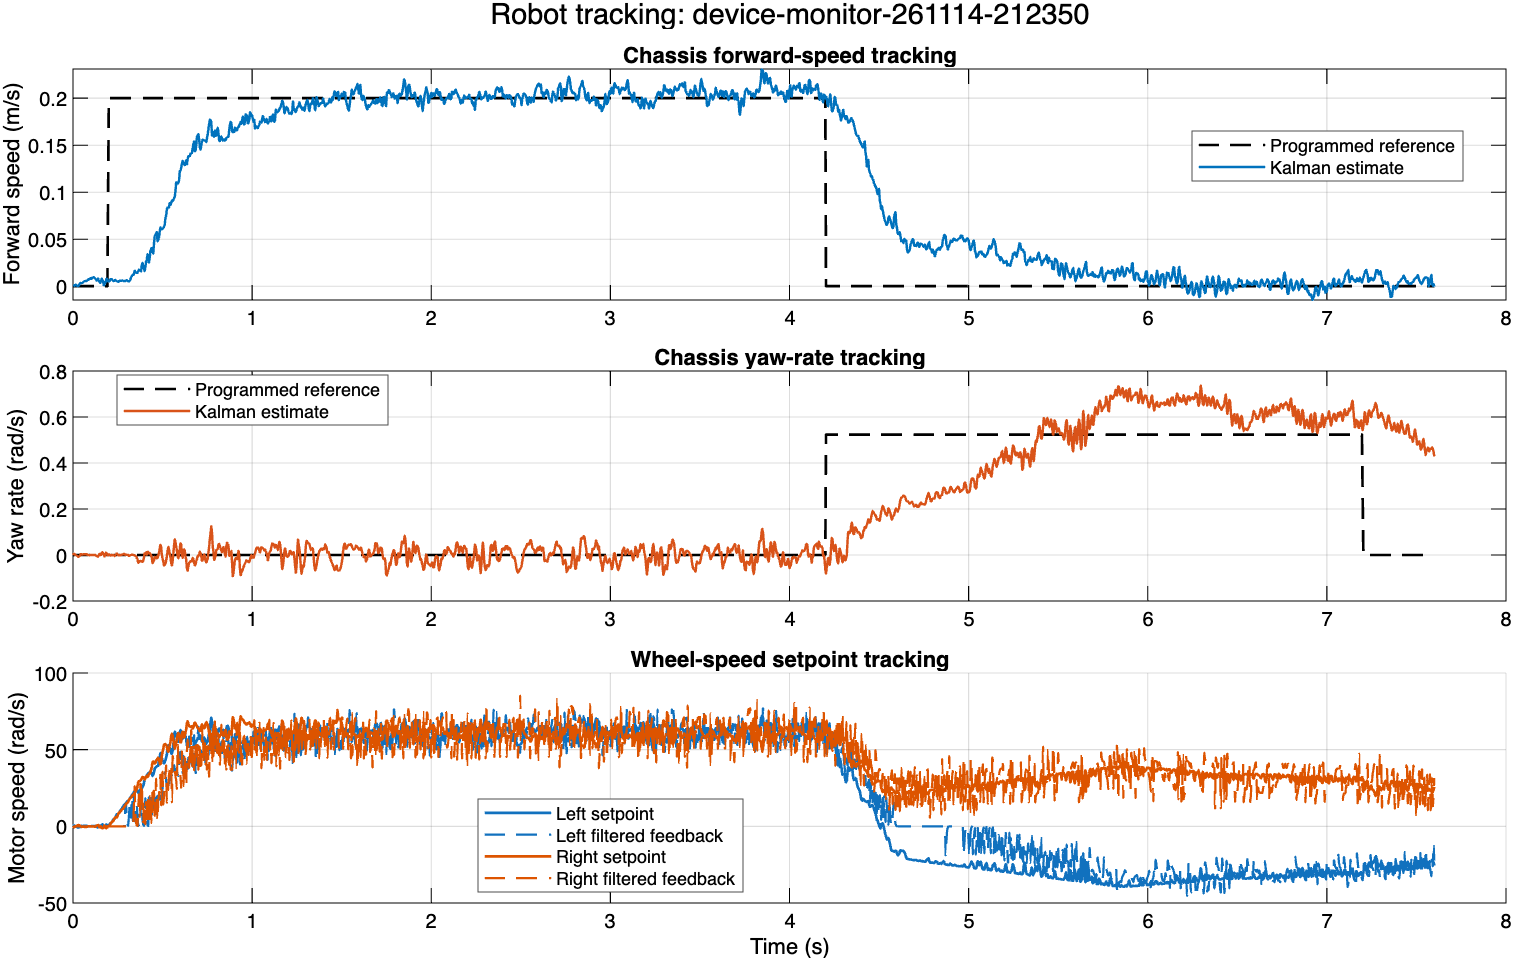 Robot tracking: device-monitor-261114-212350
Chassis forward-speed tracking
Forward speed (m/s)
0.2
0.15
0.1
0.05
0
Programmed reference
Kalman estimate
0 1 2 3 4 5 6 7 8
Chassis yaw-rate tracking
Yaw rate (rad/s)
0.8
0.6
0.4
0.2
0
-0.2
Programmed reference
Kalman estimate
0 1 2 3 4 5 6 7 8
Wheel-speed setpoint tracking
Motor speed (rad/s)
100
50
0
-50
Left setpoint
Left filtered feedback
Right setpoint
Right filtered feedback
0 1 2 3 4 5 6 7 8
Time (s)